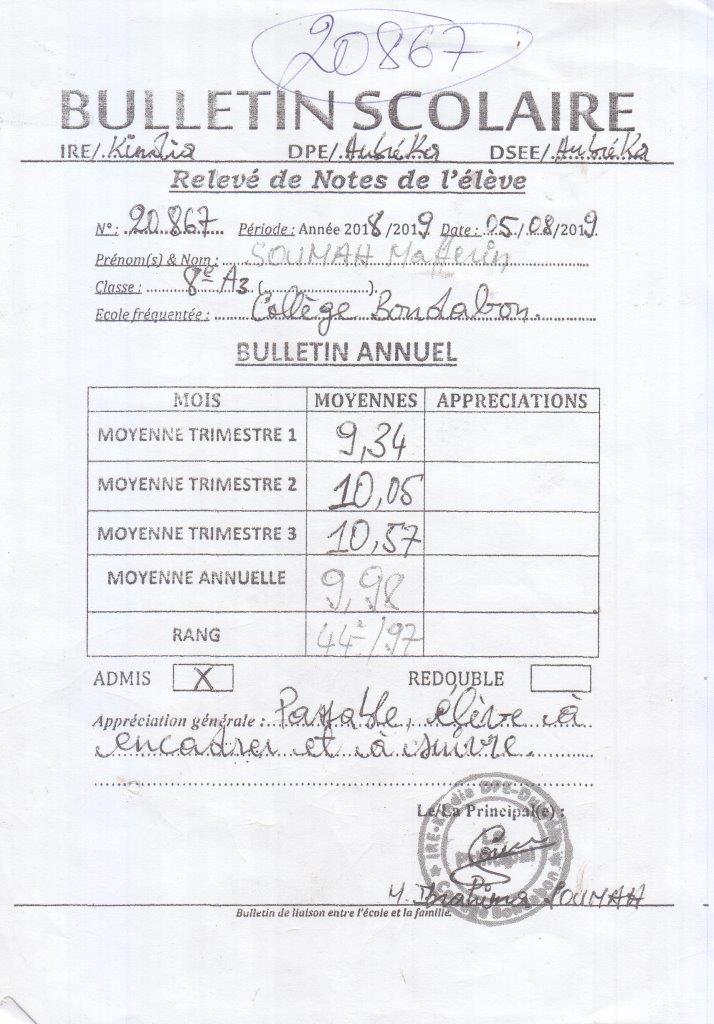 20867
BULLETIN SCOLAIRE
IRE/.Kindia DPE/.DubréKa DSEE/.DubréKa
Relevé de Notes de l'élève
N° : 20867 Période : Année 2018/2019 Date : 05/08/2019
Prénom(s) & Nom : SOUMAH Mafferin
Classe : 8e A3 (....................)
Ecole fréquentée : Collège Bondabon.
BULLETIN ANNUEL
MOIS MOYENNES APPRECIATIONS
MOYENNE TRIMESTRE 1 9,34
MOYENNE TRIMESTRE 2 10,05
MOYENNE TRIMESTRE 3 10,57
MOYENNE ANNUELLE 9,98
RANG 44e/97
ADMIS X REDOUBLE
Appréciation générale : Passable, élève à
encadrer et à suivre.
Le/La Principal(e) :
M. Ibrahima SOUMAH
Bulletin de liaison entre l'école et la famille.